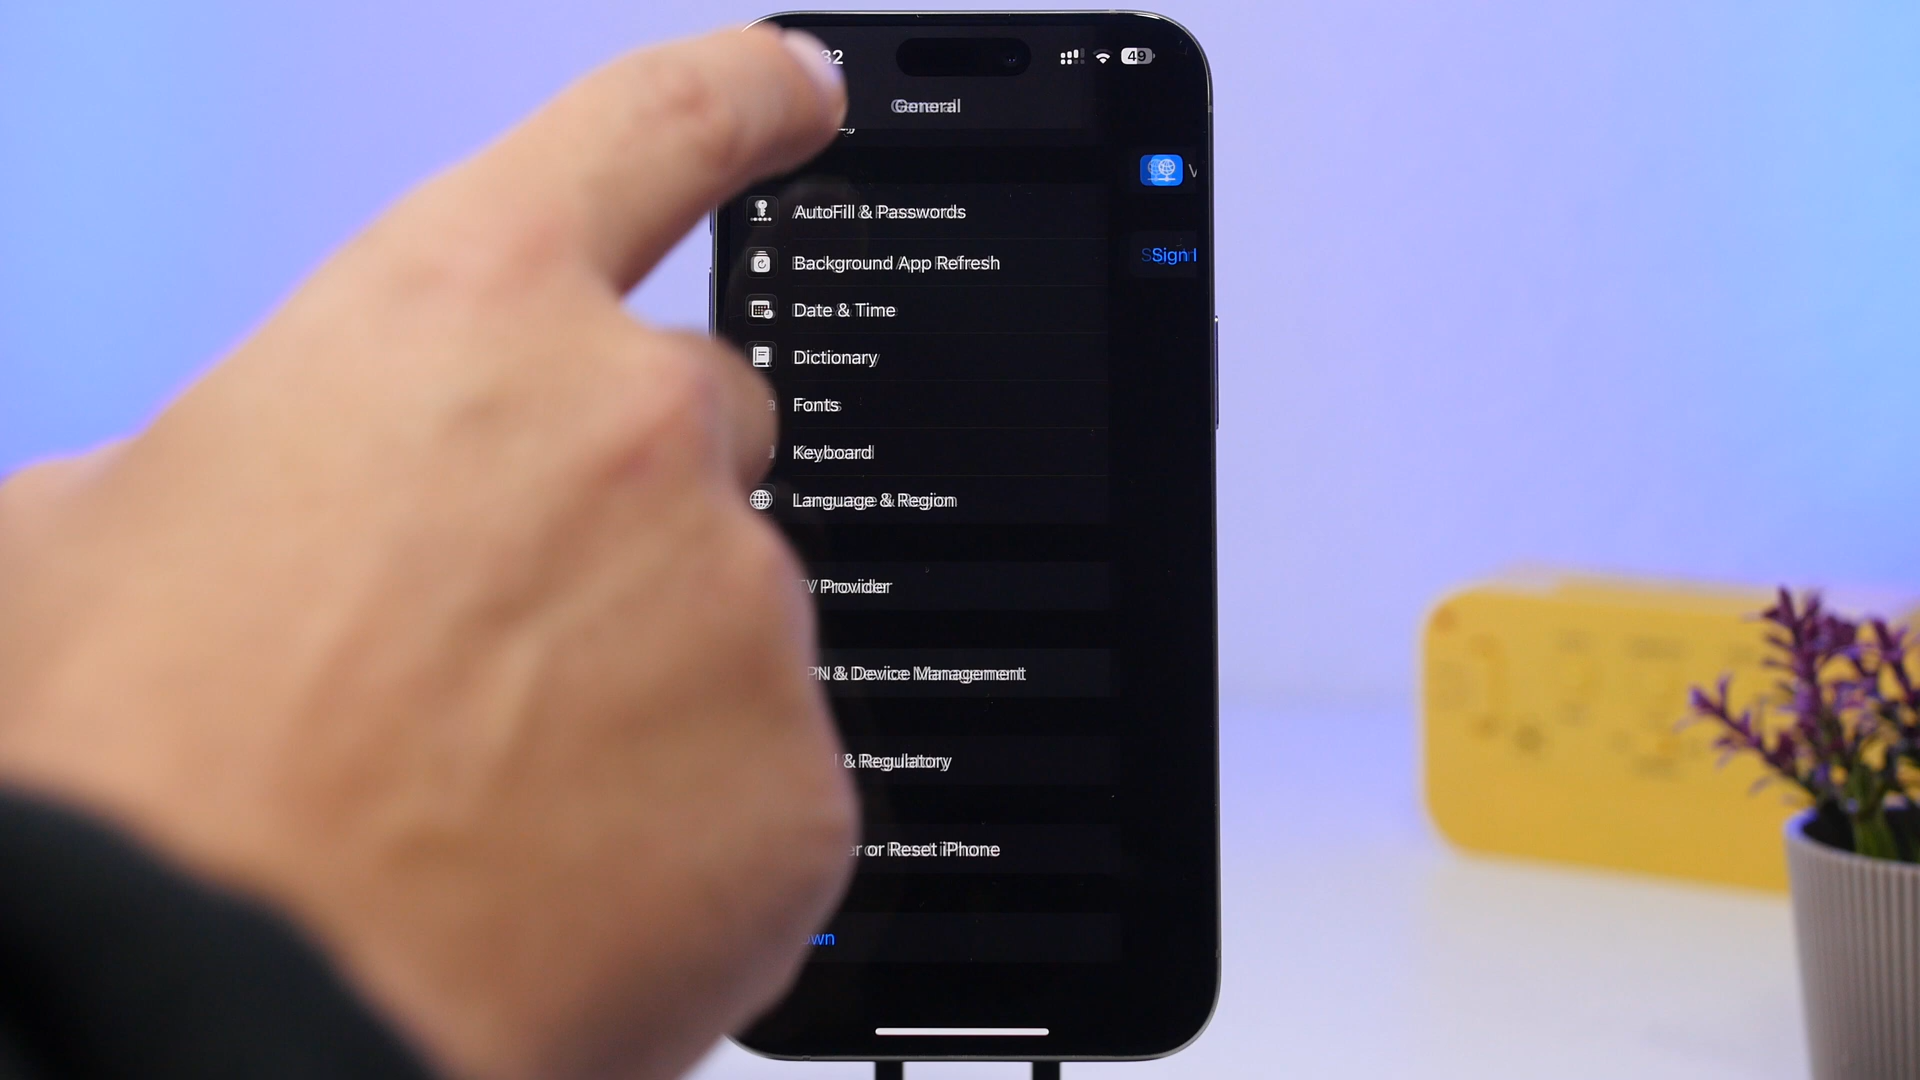 32
49
General
AutoFill & Passwords
Background App Refresh
Sign I
Date & Time
Dictionary
Fonts
Keyboard
Language & Region
V Provider
PN & Device Management
l & Regulatory
er or Reset iPhone
own